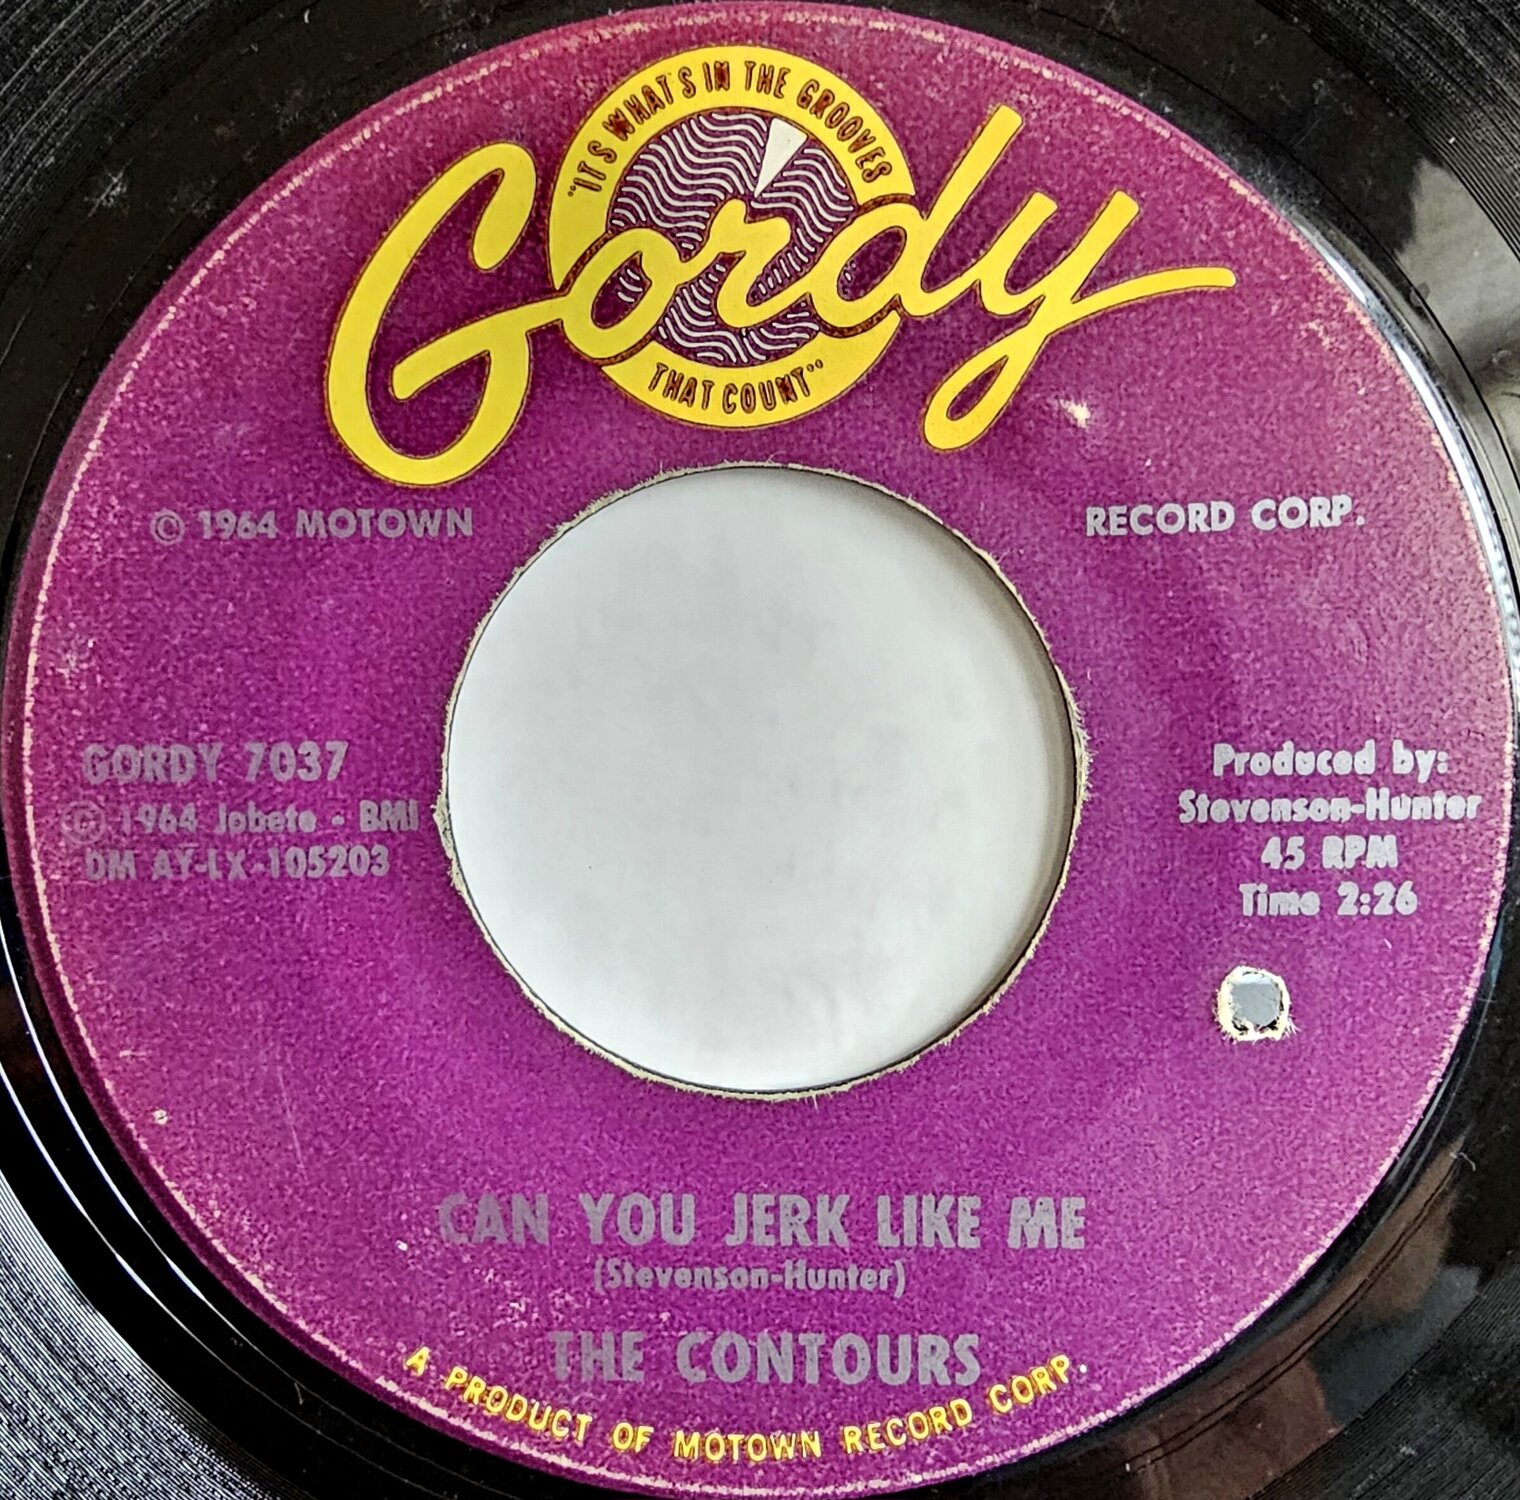 "IT'S WHAT'S IN THE GROOVES
Gordy
THAT COUNT"
© 1964 MOTOWN RECORD CORP.
GORDY 7037
© 1964 Jobete - BMI
DM AY-LX-105203
Produced by:
Stevenson-Hunter
45 RPM
Time 2:26
CAN YOU JERK LIKE ME
(Stevenson-Hunter)
THE CONTOURS
A PRODUCT OF MOTOWN RECORD CORP.